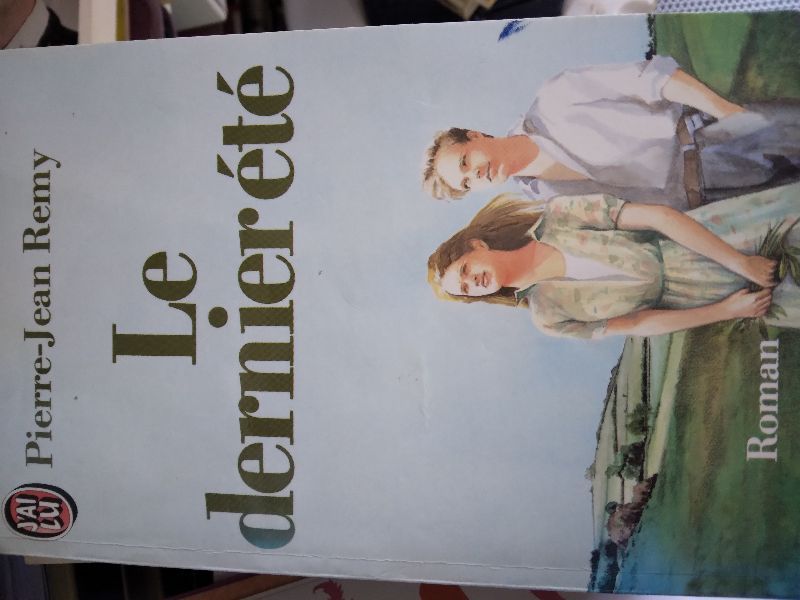 J'AI
LU
Pierre-Jean Remy
Le
dernier été
Roman